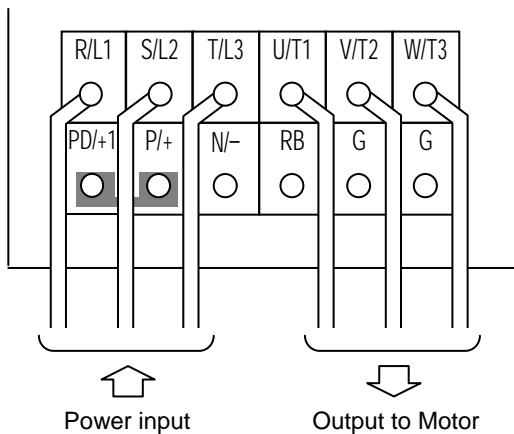 R/L1 S/L2 T/L3 U/T1 V/T2 W/T3
PD/+1 P/+ N/− RB G G
Power input Output to Motor